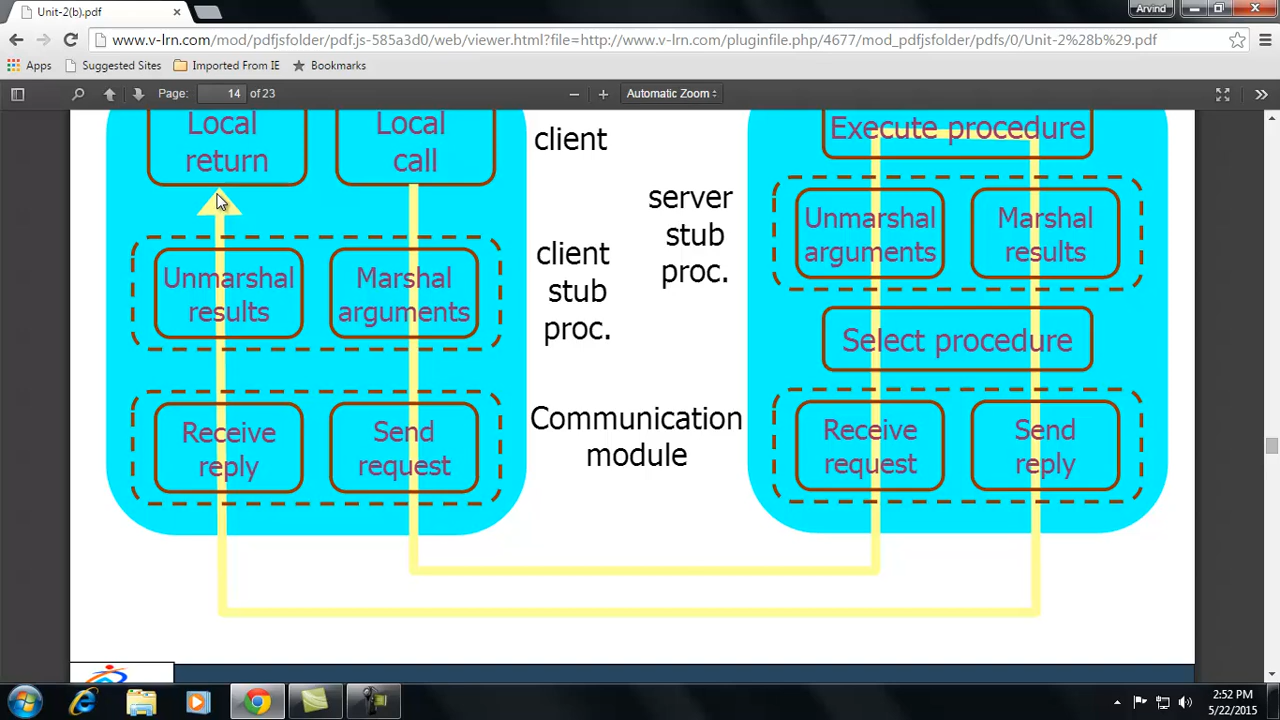 Unit-2(b).pdf
Arvind
www.v-lrn.com/mod/pdfjsfolder/pdf.js-585a3d0/web/viewer.html?file=http://www.v-lrn.com/pluginfile.php/4677/mod_pdfjsfolder/pdfs/0/Unit-2%28b%29.pdf
Apps
Suggested Sites
Imported From IE
Bookmarks
Page:
14
of 23
Automatic Zoom
Local
return
Local
call
client
Execute procedure
server
stub
proc.
Unmarshal
arguments
Marshal
results
Unmarshal
results
Marshal
arguments
client
stub
proc.
Select procedure
Receive
reply
Send
request
Communication
module
Receive
request
Send
reply
2:52 PM
5/22/2015